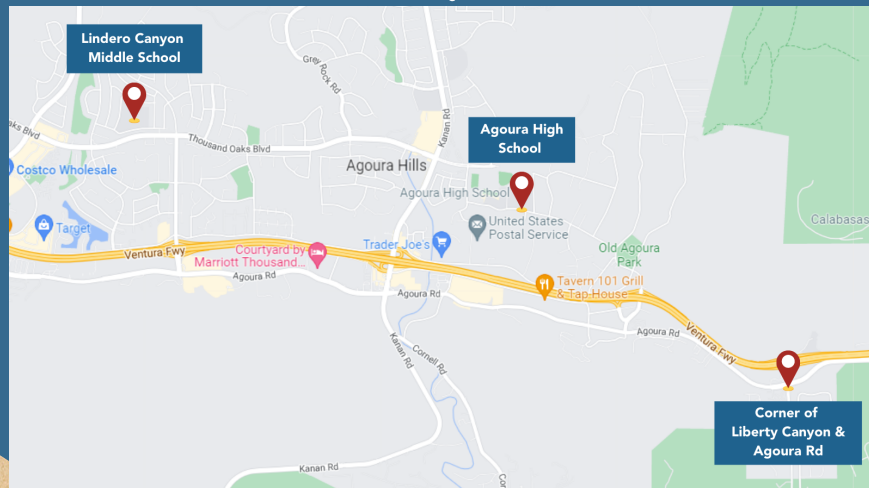 Lindero Canyon
Middle School
Grey Rock Rd
Kanan Rd
aks Blvd
Thousand Oaks Blvd
Agoura High
School
Agoura Hills
Costco Wholesale
Agoura High School
Target
United States
Postal Service
Calabasas
Trader Joe's
Ventura Fwy
Courtyard by
Marriott Thousand...
Old Agoura
Park
Agoura Rd
Tavern 101 Grill
& Tap House
Agoura Rd
Agoura Rd
Ventura Fwy
Kanan Rd
Cornell Rd
Corner of
Liberty Canyon &
Agoura Rd
Kanan Rd